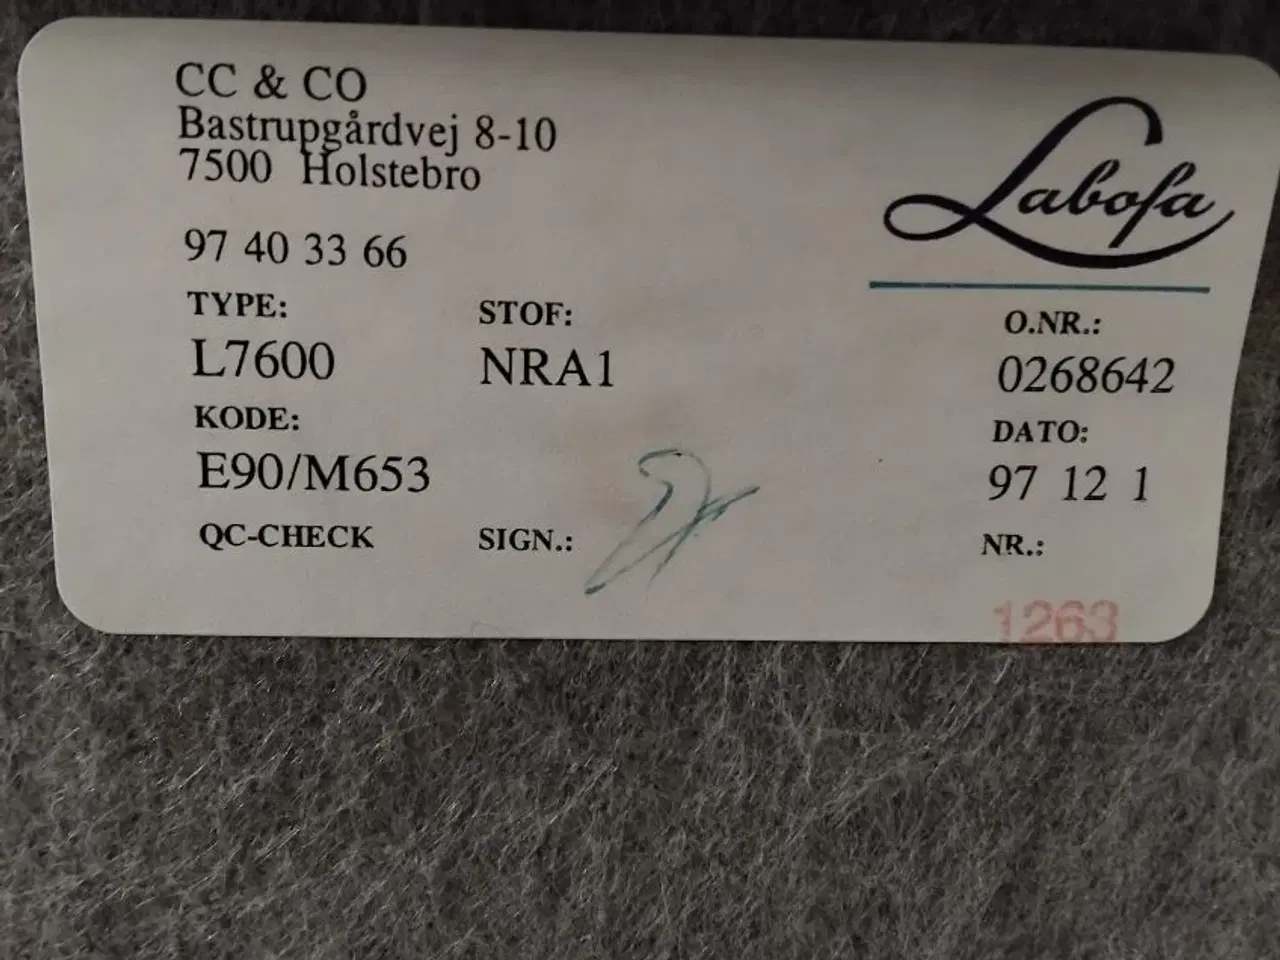 CC & CO
Bastrupgårdvej 8-10
7500 Holstebro
97 40 33 66
Labofa
TYPE: STOF: O.NR.:
L7600 NRA1 0268642
KODE: DATO:
E90/M653 97 12 1
QC-CHECK SIGN.: NR.:
1263